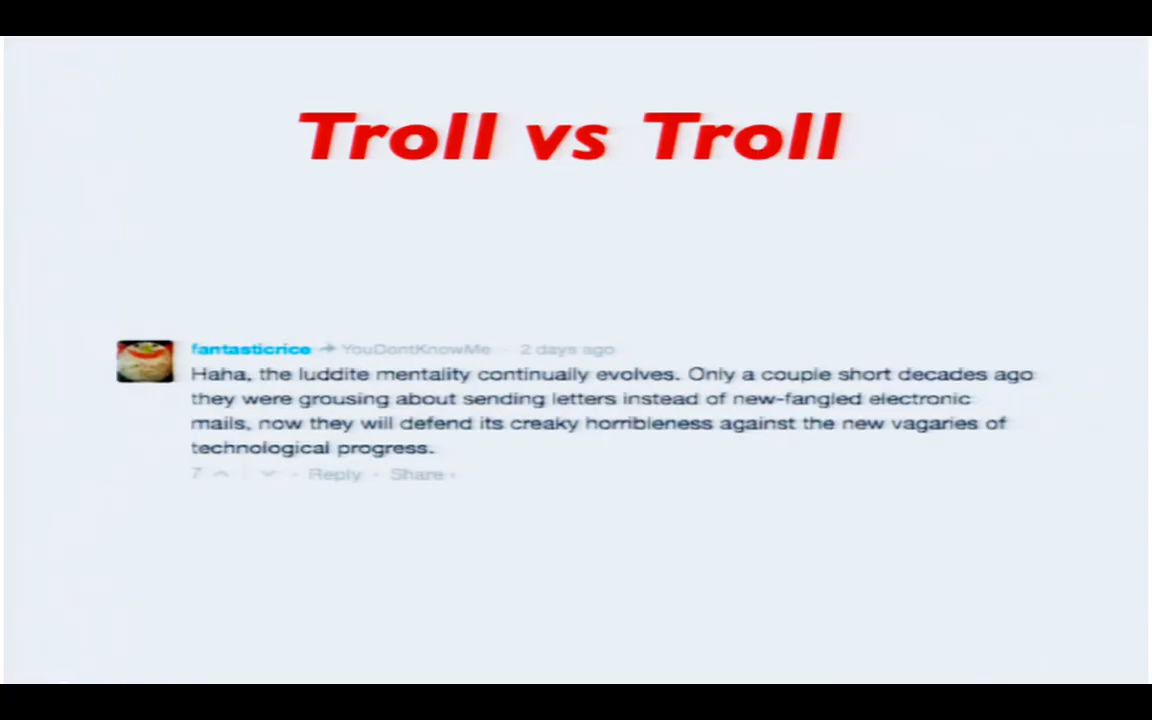 Troll vs Troll
fantasticrice → YouDontKnowMe · 2 days ago
Haha, the luddite mentality continually evolves. Only a couple short decades ago
they were grousing about sending letters instead of new-fangled electronic
mails, now they will defend its creaky horribleness against the new vagaries of
technological progress.
7 · Reply · Share ›